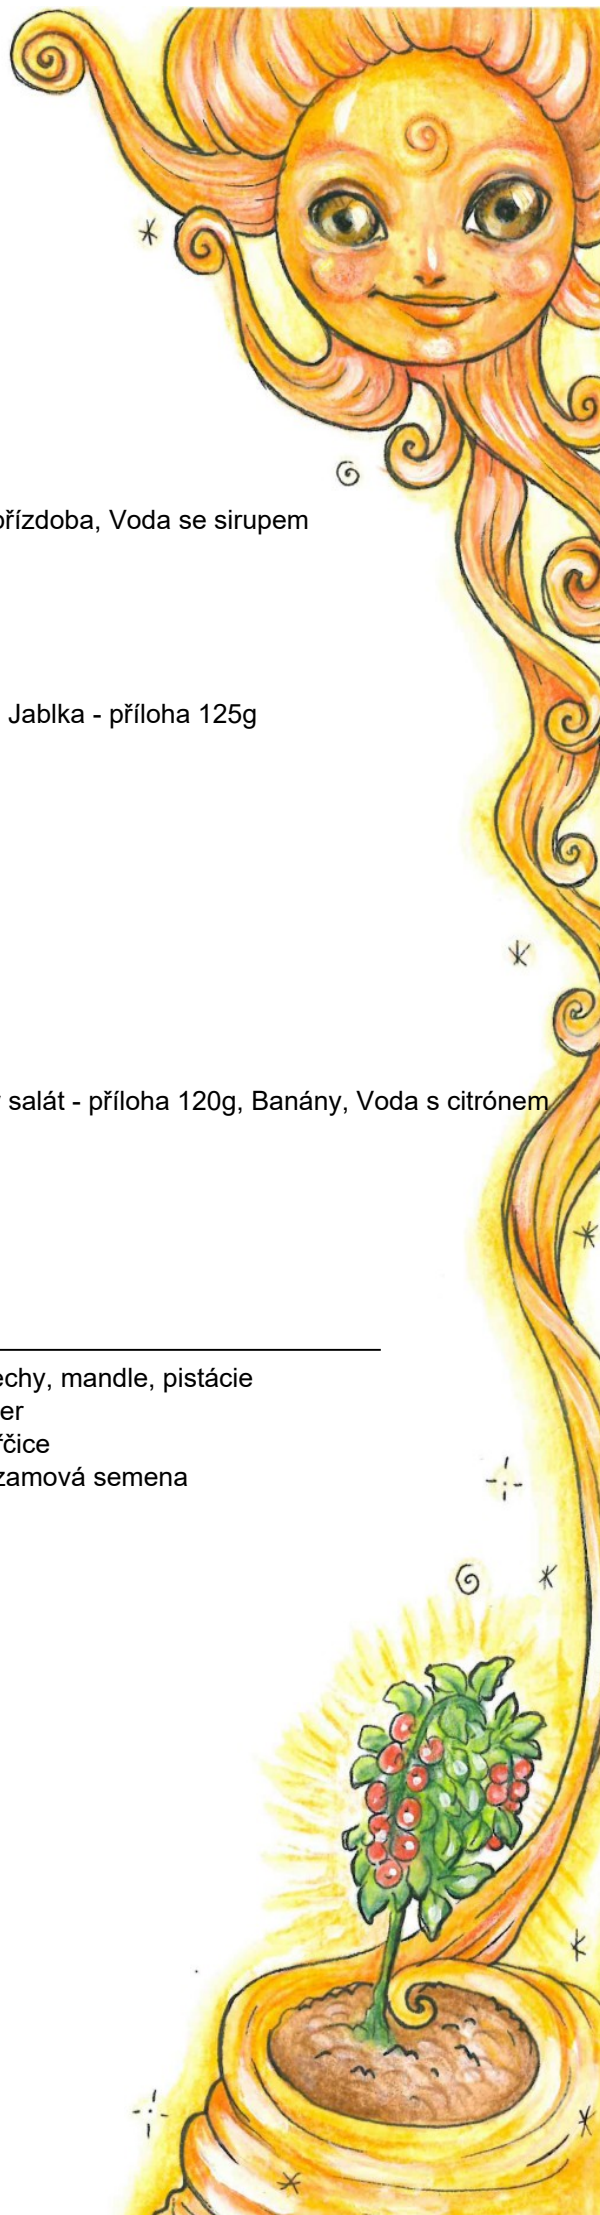 řízdoba, Voda se sirupem
Jablka - příloha 125g
salát - příloha 120g, Banány, Voda s citrónem
echy, mandle, pistácie
er
řčice
zamová semena